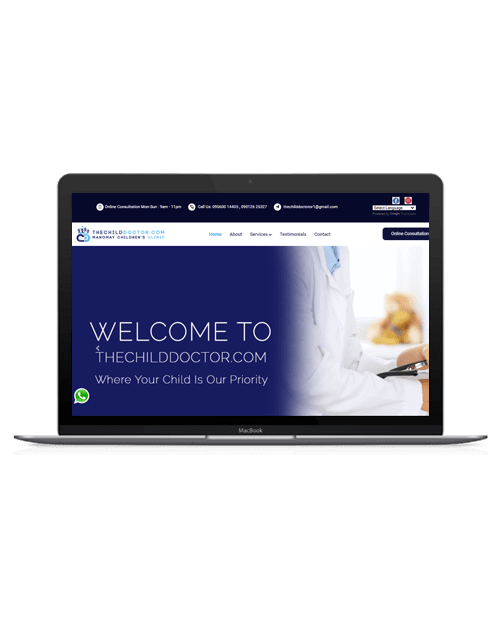 Online Consultation Mon-Sun : 9am - 11pm
Call Us: 095600 14405 , 090126 25327
thechilddoctoror1@gmail.com
Select Language
Powered by Google Translate
THECHILDDOCTOR.COM
MANOMAY CHILDREN'S CLINIC
Home
About
Services
Testimonials
Contact
Online Consultation
WELCOME TO
THECHILDDOCTOR.COM
Where Your Child Is Our Priority
MacBook